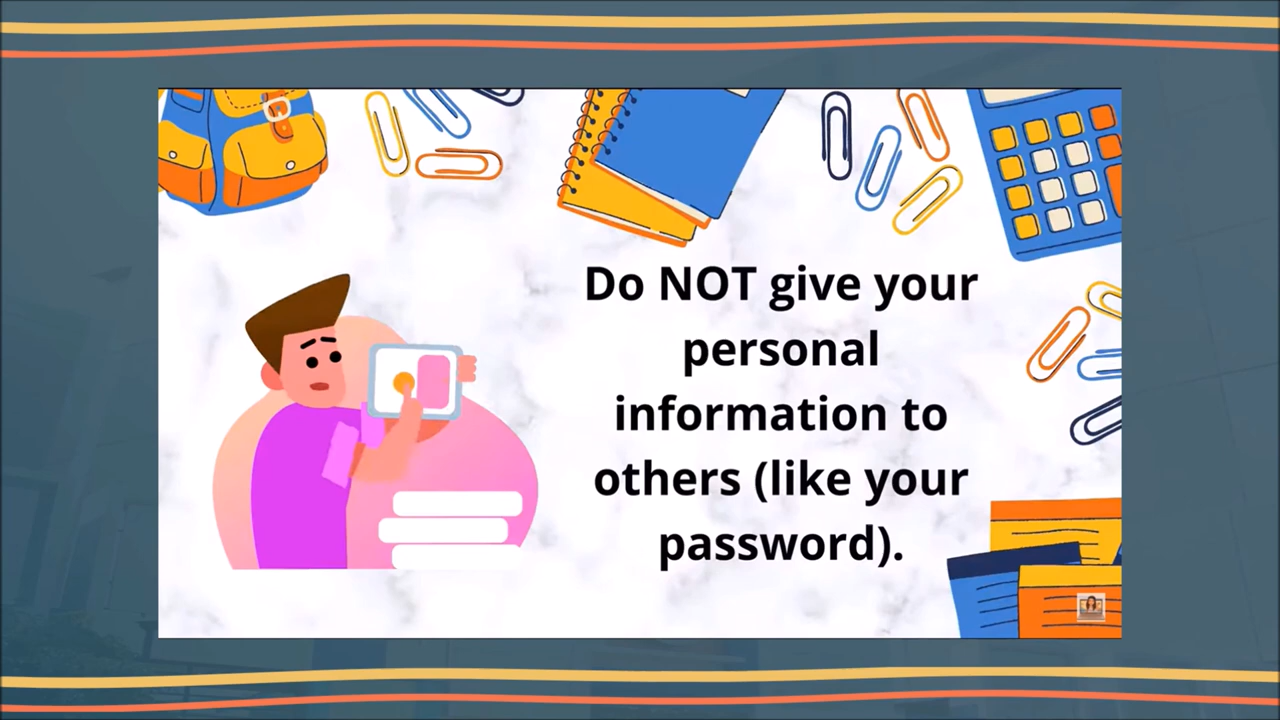 Do NOT give your
personal
information to
others (like your
password).